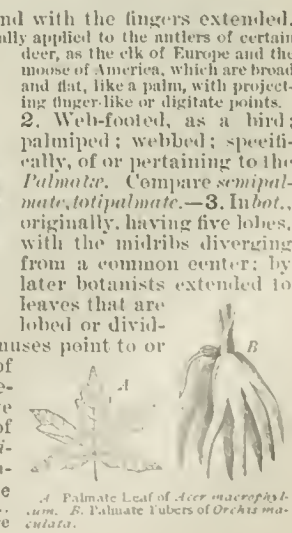 nd with the fingers extended.
ally applied to the antlers of certain
deer, as the elk of Europe and the
moose of America, which are broad
and flat, like a palm, with project-
ing finger-like or digitate points.
2. Web-footed, as a bird;
palmiped; webbed; specifi-
cally, of or pertaining to the
Palmatæ. Compare semipal-
mate, totipalmate.—3. In bot.,
originally, having five lobes,
with the midribs diverging
from a common center; by
later botanists extended to
leaves that are
lobed or divid-
nuses point to or
of
e-
e
of
i-
a-
e
..
re
A
B
A Palmate Leaf of Acer macrophyl-
lum. B. Palmate Tubers of Orchis ma-
culata.